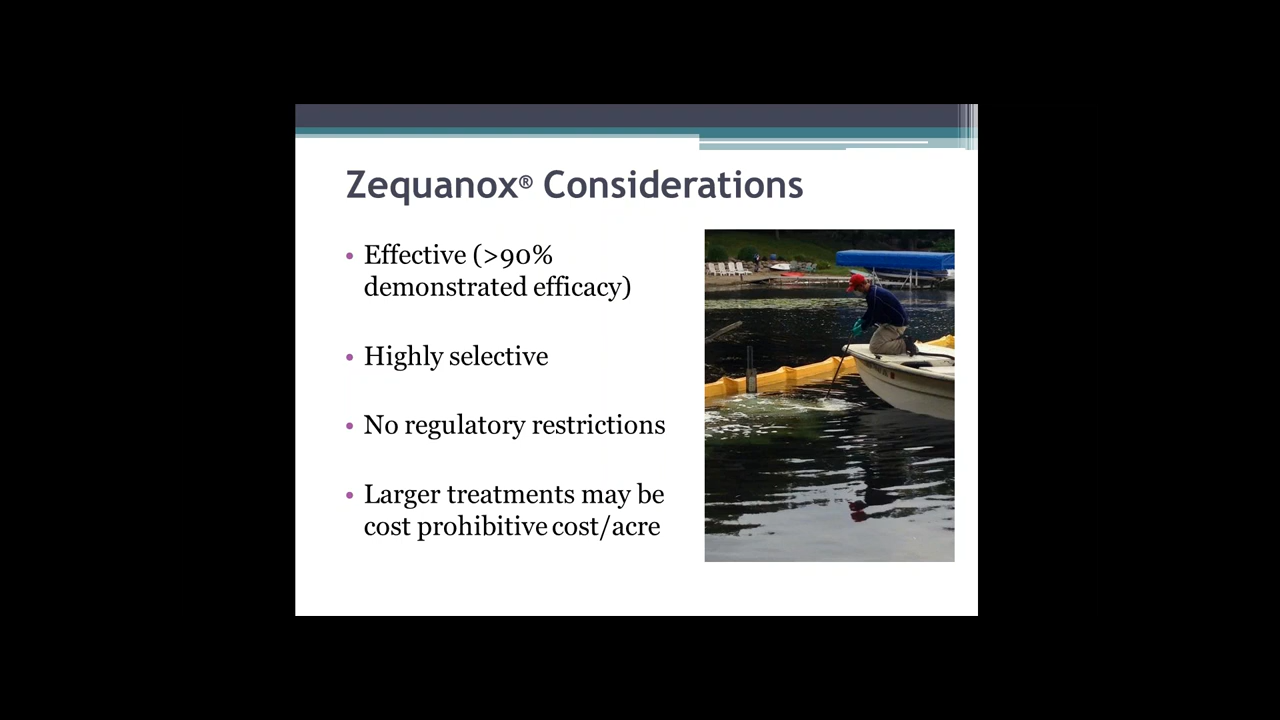 Zequanox® Considerations
• Effective (>90%
demonstrated efficacy)
• Highly selective
• No regulatory restrictions
• Larger treatments may be
cost prohibitive cost/acre